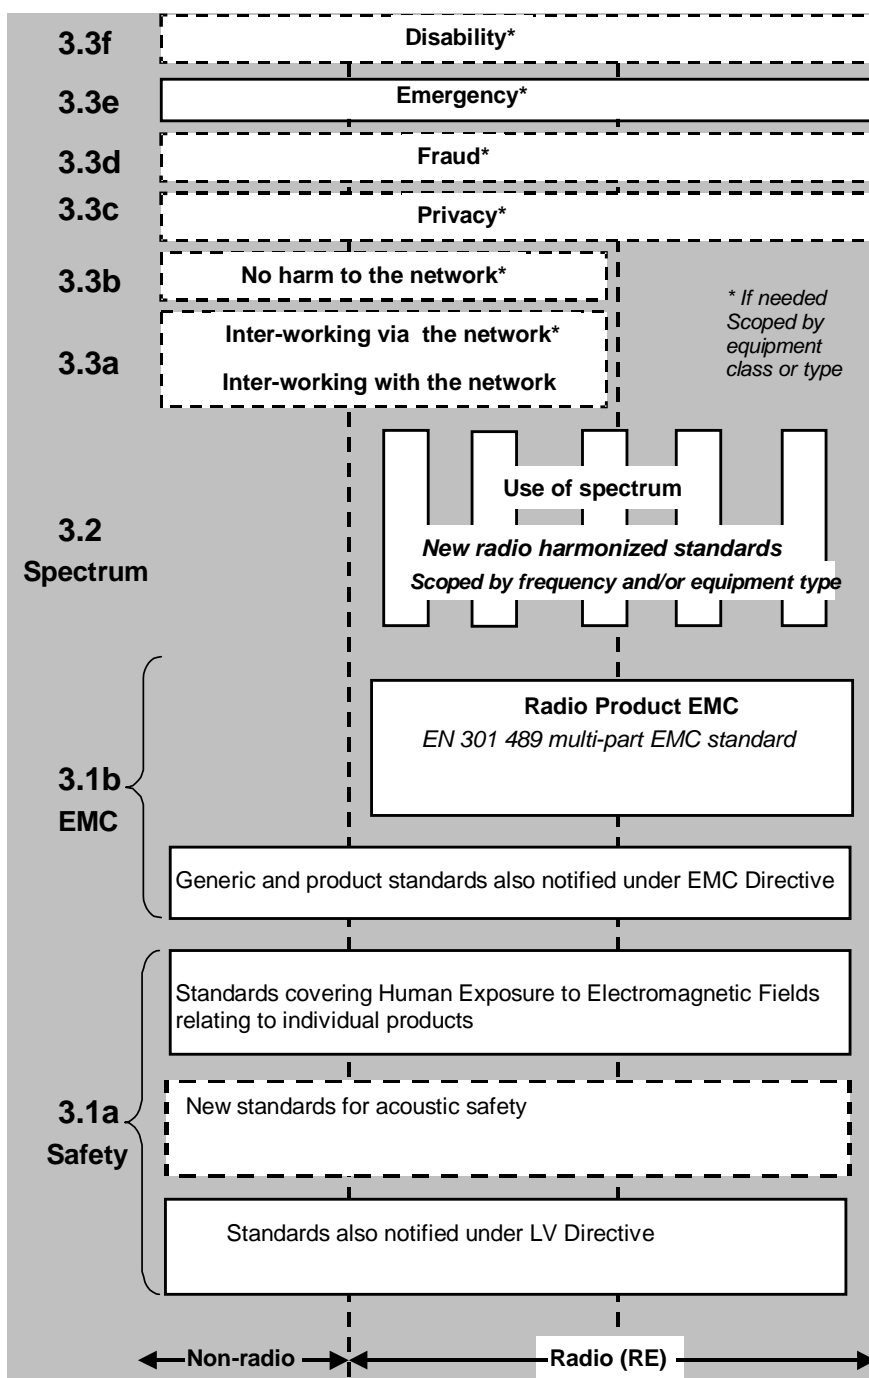 3.3f
Disability*
3.3e
Emergency*
3.3d
Fraud*
3.3c
Privacy*
3.3b
No harm to the network*
3.3a
Inter-working via the network*
Inter-working with the network
* If needed
Scoped by
equipment
class or type
3.2
Spectrum
Use of spectrum
New radio harmonized standards
Scoped by frequency and/or equipment type
3.1b
EMC
Radio Product EMC
EN 301 489 multi-part EMC standard
Generic and product standards also notified under EMC Directive
3.1a
Safety
Standards covering Human Exposure to Electromagnetic Fields
relating to individual products
New standards for acoustic safety
Standards also notified under LV Directive
Non-radio
Radio (RE)